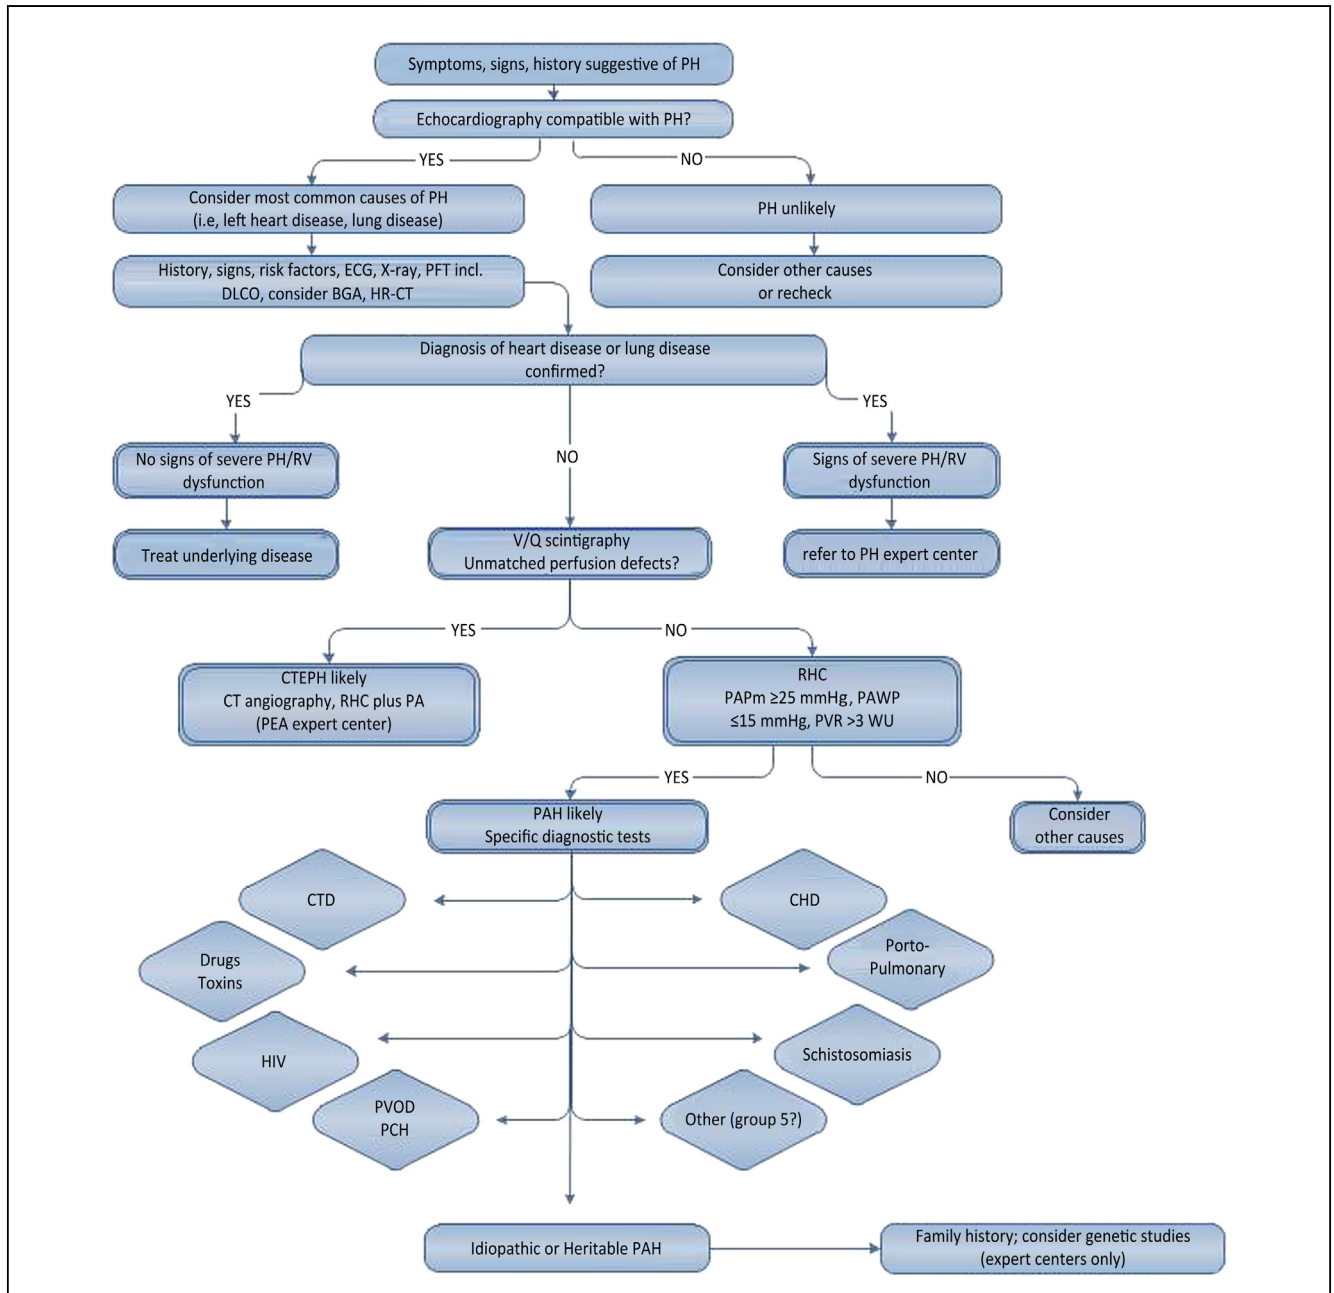 Symptoms, signs, history suggestive of PH
Echocardiography compatible with PH?
YES
NO
Consider most common causes of PH
(i.e, left heart disease, lung disease)
PH unlikely
History, signs, risk factors, ECG, X-ray, PFT incl.
DLCO, consider BGA, HR-CT
Consider other causes
or recheck
Diagnosis of heart disease or lung disease
confirmed?
YES
NO
YES
No signs of severe PH/RV
dysfunction
Signs of severe PH/RV
dysfunction
Treat underlying disease
V/Q scintigraphy
Unmatched perfusion defects?
refer to PH expert center
YES
NO
CTEPH likely
CT angiography, RHC plus PA
(PEA expert center)
RHC
PAPm ≥25 mmHg, PAWP
≤15 mmHg, PVR >3 WU
YES
NO
PAH likely
Specific diagnostic tests
Consider
other causes
CTD
CHD
Drugs
Toxins
Porto-
Pulmonary
HIV
Schistosomiasis
PVOD
PCH
Other (group 5?)
Idiopathic or Heritable PAH
Family history; consider genetic studies
(expert centers only)